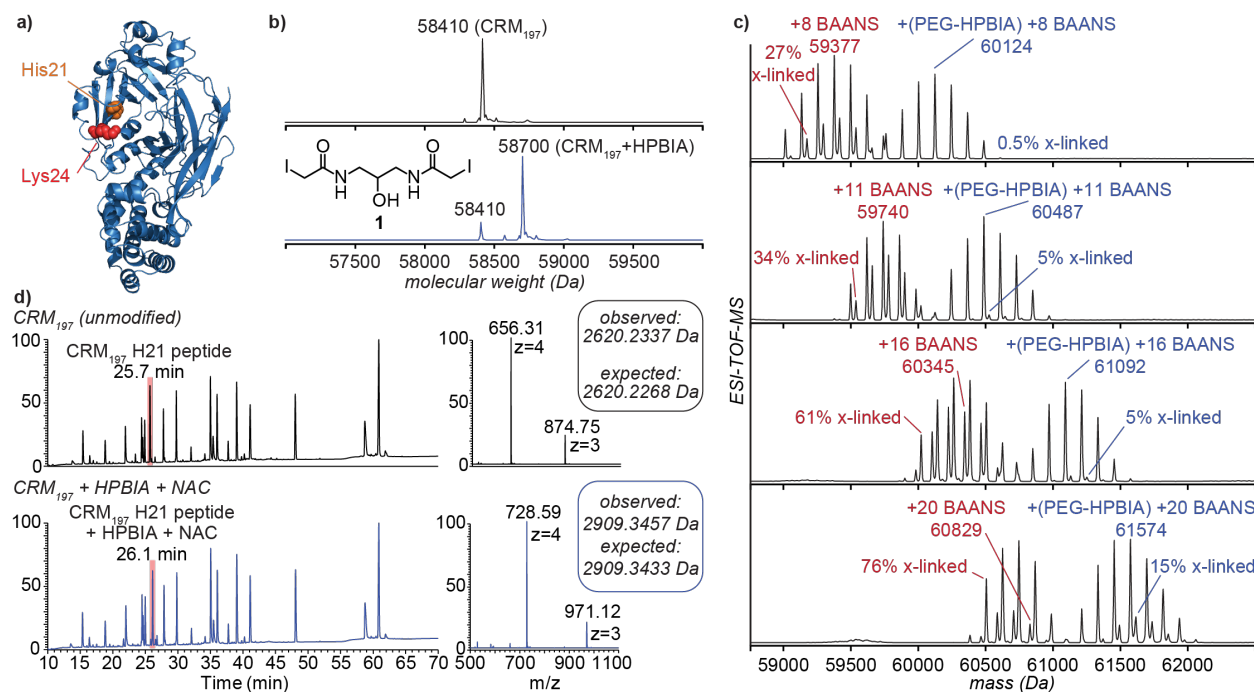 a)
His21
Lys24
b)
58410 (CRM197)
58700 (CRM197+HPBIA)
58410
O
N
H
OH
N
H
O
I
I
1
57500 58000 58500 59000 59500
molecular weight (Da)
c)
ESI-TOF-MS
+8 BAANS
59377
27%
x-linked
+(PEG-HPBIA) +8 BAANS
60124
0.5% x-linked
+11 BAANS
59740
34% x-linked
+(PEG-HPBIA) +11 BAANS
60487
5% x-linked
+16 BAANS
60345
61% x-linked
+(PEG-HPBIA) +16 BAANS
61092
5% x-linked
+20 BAANS
60829
76% x-linked
+(PEG-HPBIA) +20 BAANS
61574
15% x-linked
59000 59500 60000 60500 61000 61500 62000
mass (Da)
d)
CRM197 (unmodified)
CRM197 H21 peptide
25.7 min
100
50
0
100
50
0
656.31
z=4
874.75
z=3
observed:
2620.2337 Da
expected:
2620.2268 Da
CRM197 + HPBIA + NAC
CRM197 H21 peptide
+ HPBIA + NAC
26.1 min
100
50
0
10 15 20 25 30 35 40 45 50 55 60 65 70
Time (min)
100
50
0
728.59
z=4
971.12
z=3
observed:
2909.3457 Da
expected:
2909.3433 Da
500 700 900 1100
m/z